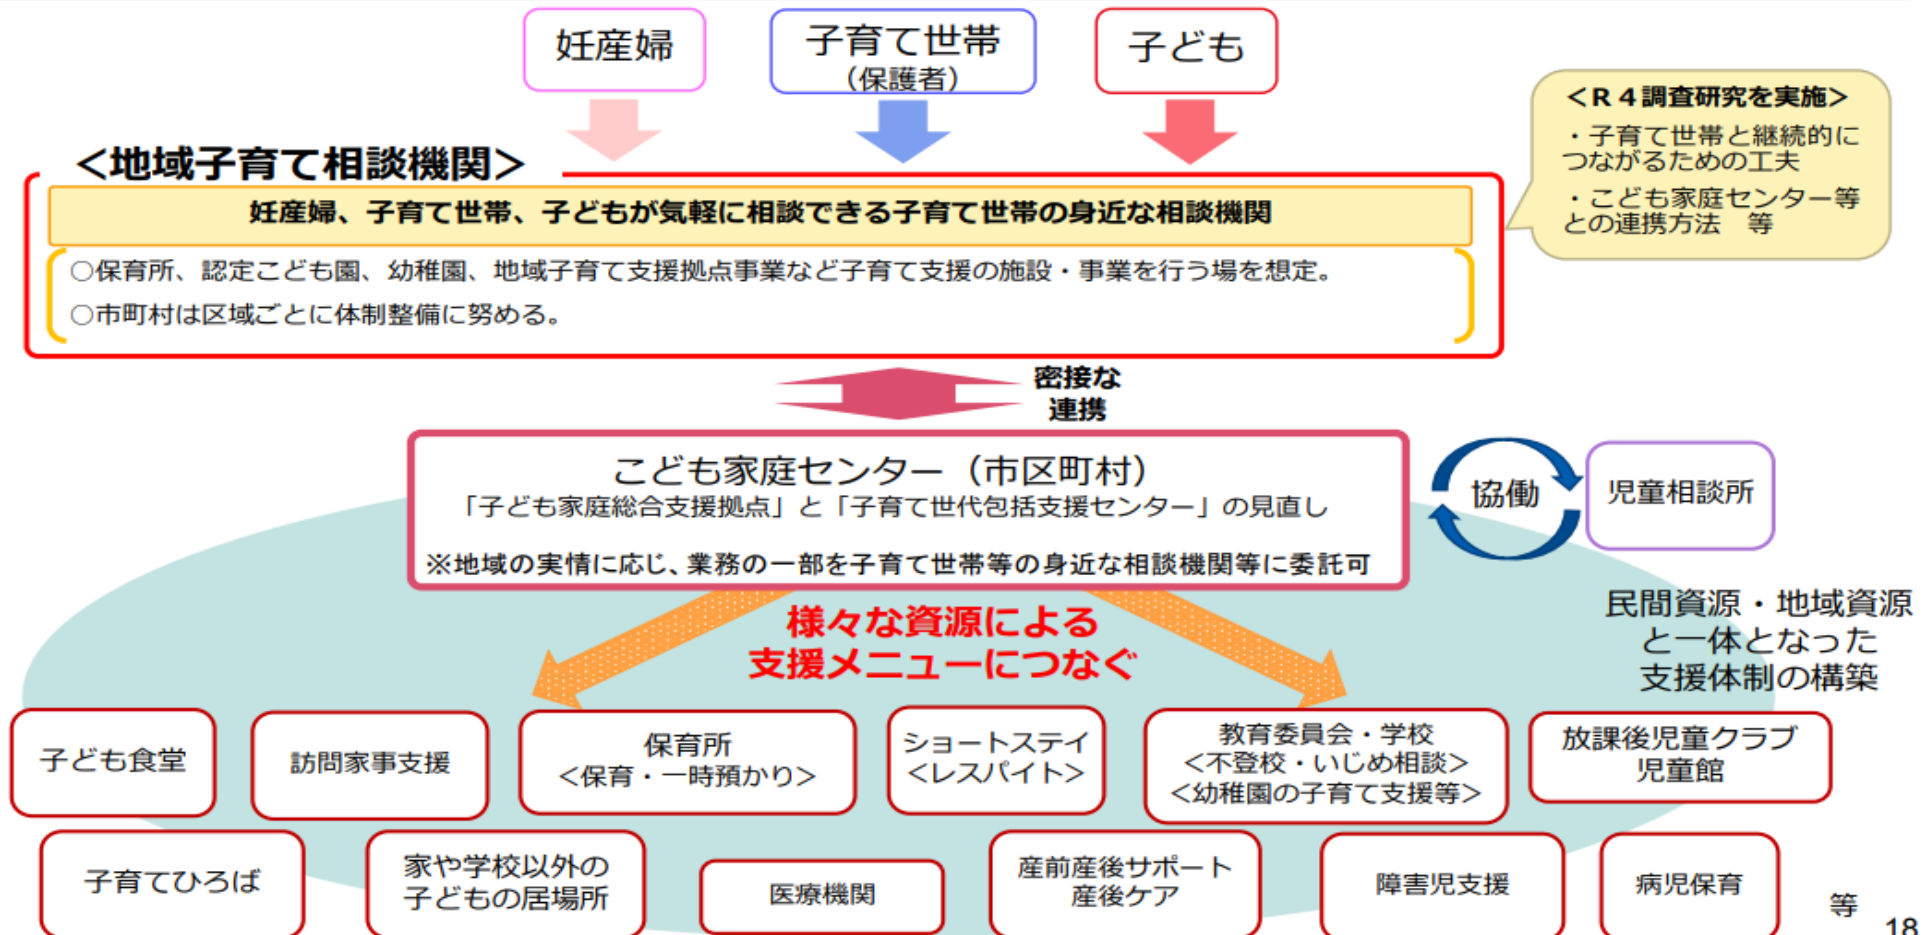 妊産婦
子育て世帯
（保護者）
子ども
＜R４調査研究を実施＞
・子育て世帯と継続的に
つながるための工夫
・こども家庭センター等
との連携方法　等
＜地域子育て相談機関＞
妊産婦、子育て世帯、子どもが気軽に相談できる子育て世帯の身近な相談機関
○保育所、認定こども園、幼稚園、地域子育て支援拠点事業など子育て支援の施設・事業を行う場を想定。
○市町村は区域ごとに体制整備に努める。
密接な
連携
こども家庭センター（市区町村）
「子ども家庭総合支援拠点」と「子育て世代包括支援センター」の見直し
※地域の実情に応じ、業務の一部を子育て世帯等の身近な相談機関等に委託可
協働
児童相談所
様々な資源による
支援メニューにつなぐ
民間資源・地域資源
と一体となった
支援体制の構築
子ども食堂
訪問家事支援
保育所
＜保育・一時預かり＞
ショートステイ
＜レスパイト＞
教育委員会・学校
＜不登校・いじめ相談＞
＜幼稚園の子育て支援等＞
放課後児童クラブ
児童館
子育てひろば
家や学校以外の
子どもの居場所
医療機関
産前産後サポート
産後ケア
障害児支援
病児保育
等
18